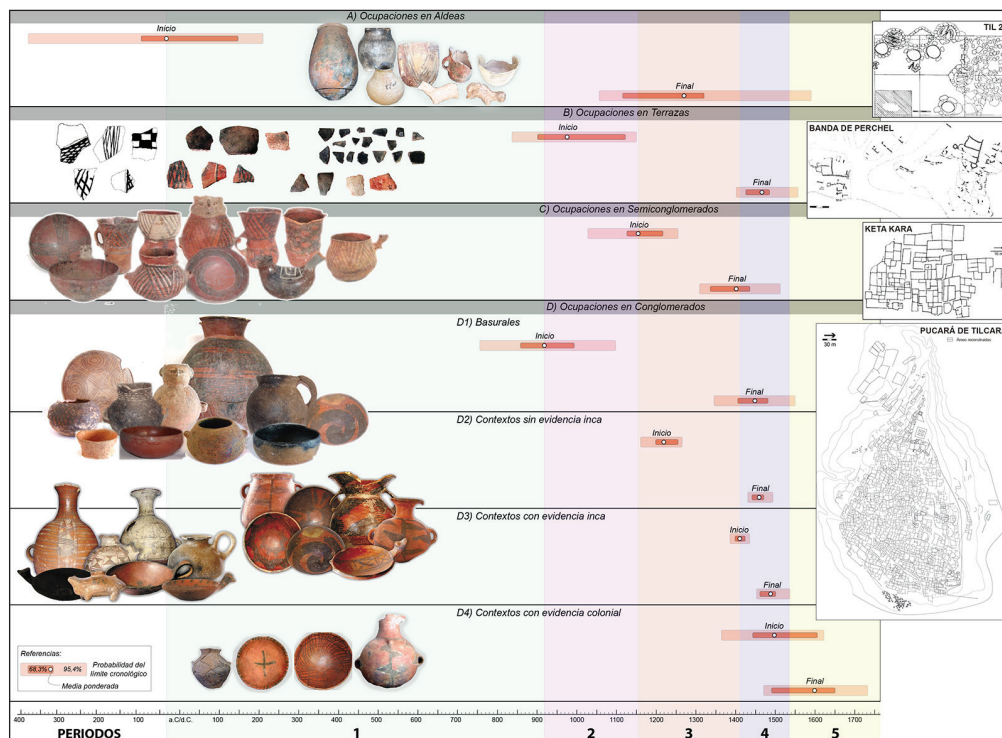 A) Ocupaciones en Aldeas
Inicio
Final
TIL 2
B) Ocupaciones en Terrazas
Inicio
Final
BANDA DE PERCHEL
C) Ocupaciones en Semiconglomerados
Inicio
Final
KETA KARA
D) Ocupaciones en Conglomerados
D1) Basurales
Inicio
Final
PUCARÁ DE TILCARA
30 m
Áreas reconstruidas
D2) Contextos sin evidencia inca
Inicio
Final
D3) Contextos con evidencia inca
Inicio
Final
D4) Contextos con evidencia colonial
Inicio
Final
Referencias:
68,3% 95,4% Probabilidad del
límite cronológico
Media ponderada
400 300 200 100 a.C/d.C. 100 200 300 400 500 600 700 800 900 1000 1100 1200 1300 1400 1500 1600 1700
PERIODOS 1 2 3 4 5